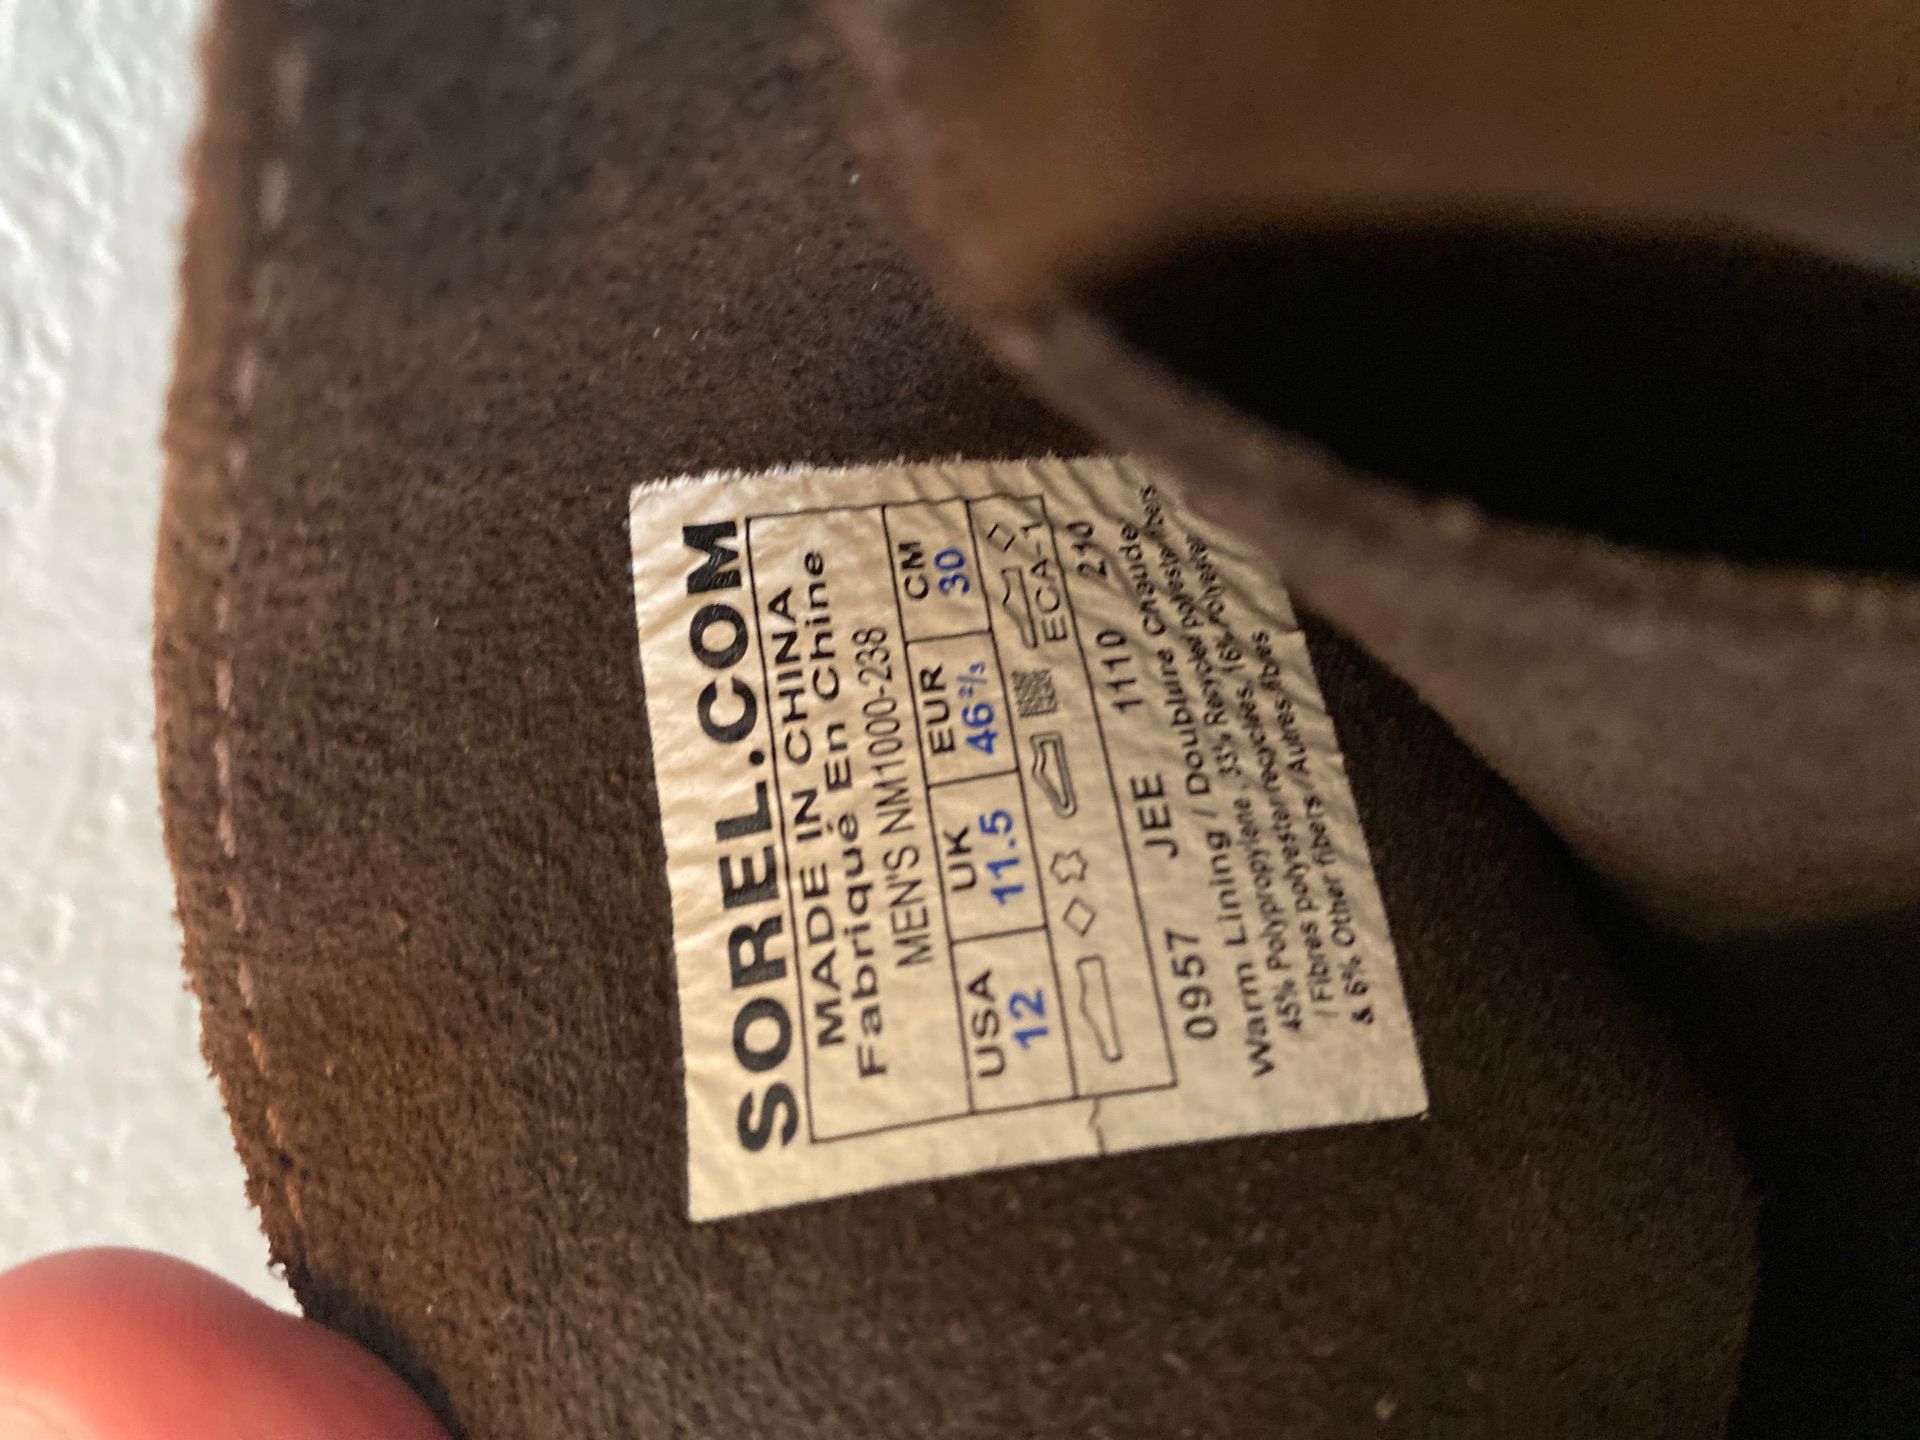 SOREL.COM
MADE IN CHINA
Fabriqué En Chine
MEN'S NM1000-238
USA UK EUR CM
12 11.5 46⅔ 30
ECA-1
0957 JEE 1110 210
Warm Lining / Doublure Chaude
45% Polypropylene, 33% Recycled Polyester fibers
/ Fibres polyester recyclées, 16% Polyester
& 6% Other fibers / Autres fibes